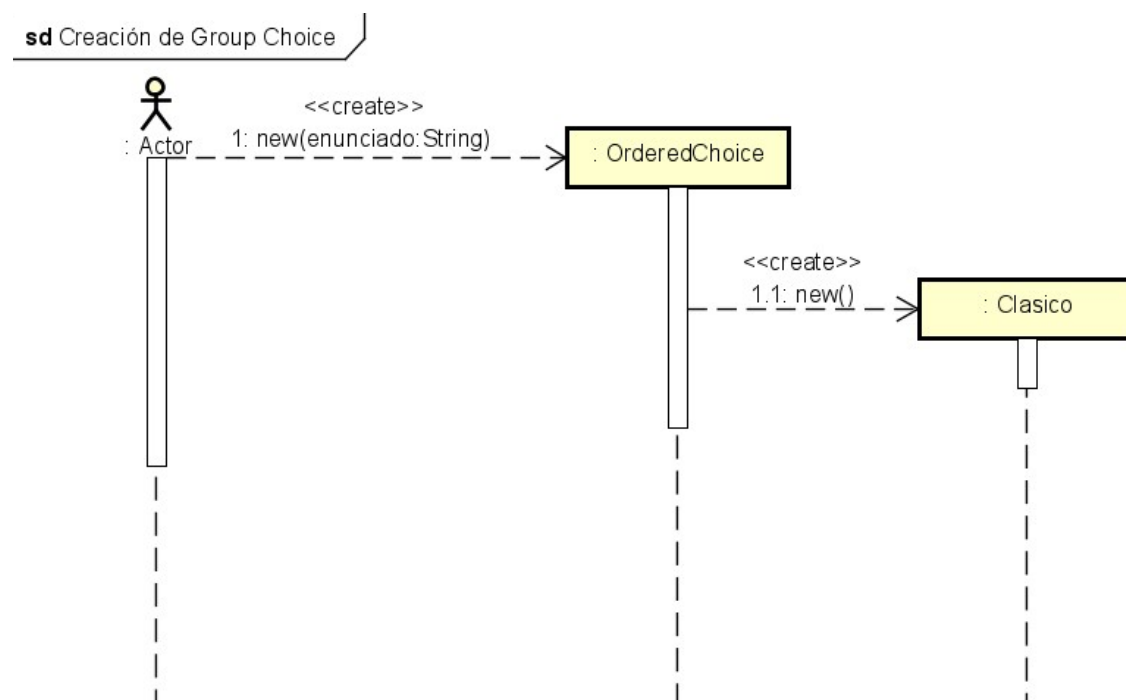 sd Creación de Group Choice
<<create>>
1: new(enunciado:String)
: Actor
: OrderedChoice
<<create>>
1.1: new()
: Clasico